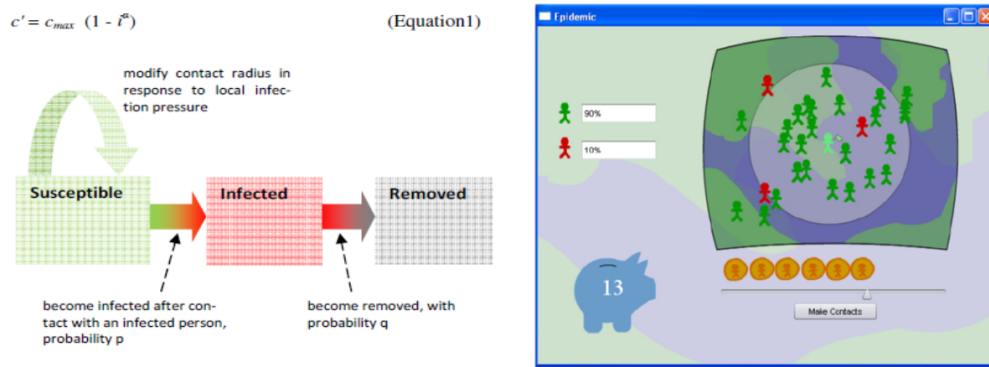 c' = c_max (1 - i^α) (Equation1)
modify contact radius in
response to local infec-
tion pressure
Susceptible
Infected
Removed
become infected after con-
tact with an infected person,
probability p
become removed, with
probability q
Epidemic
90%
10%
13
Make Contacts